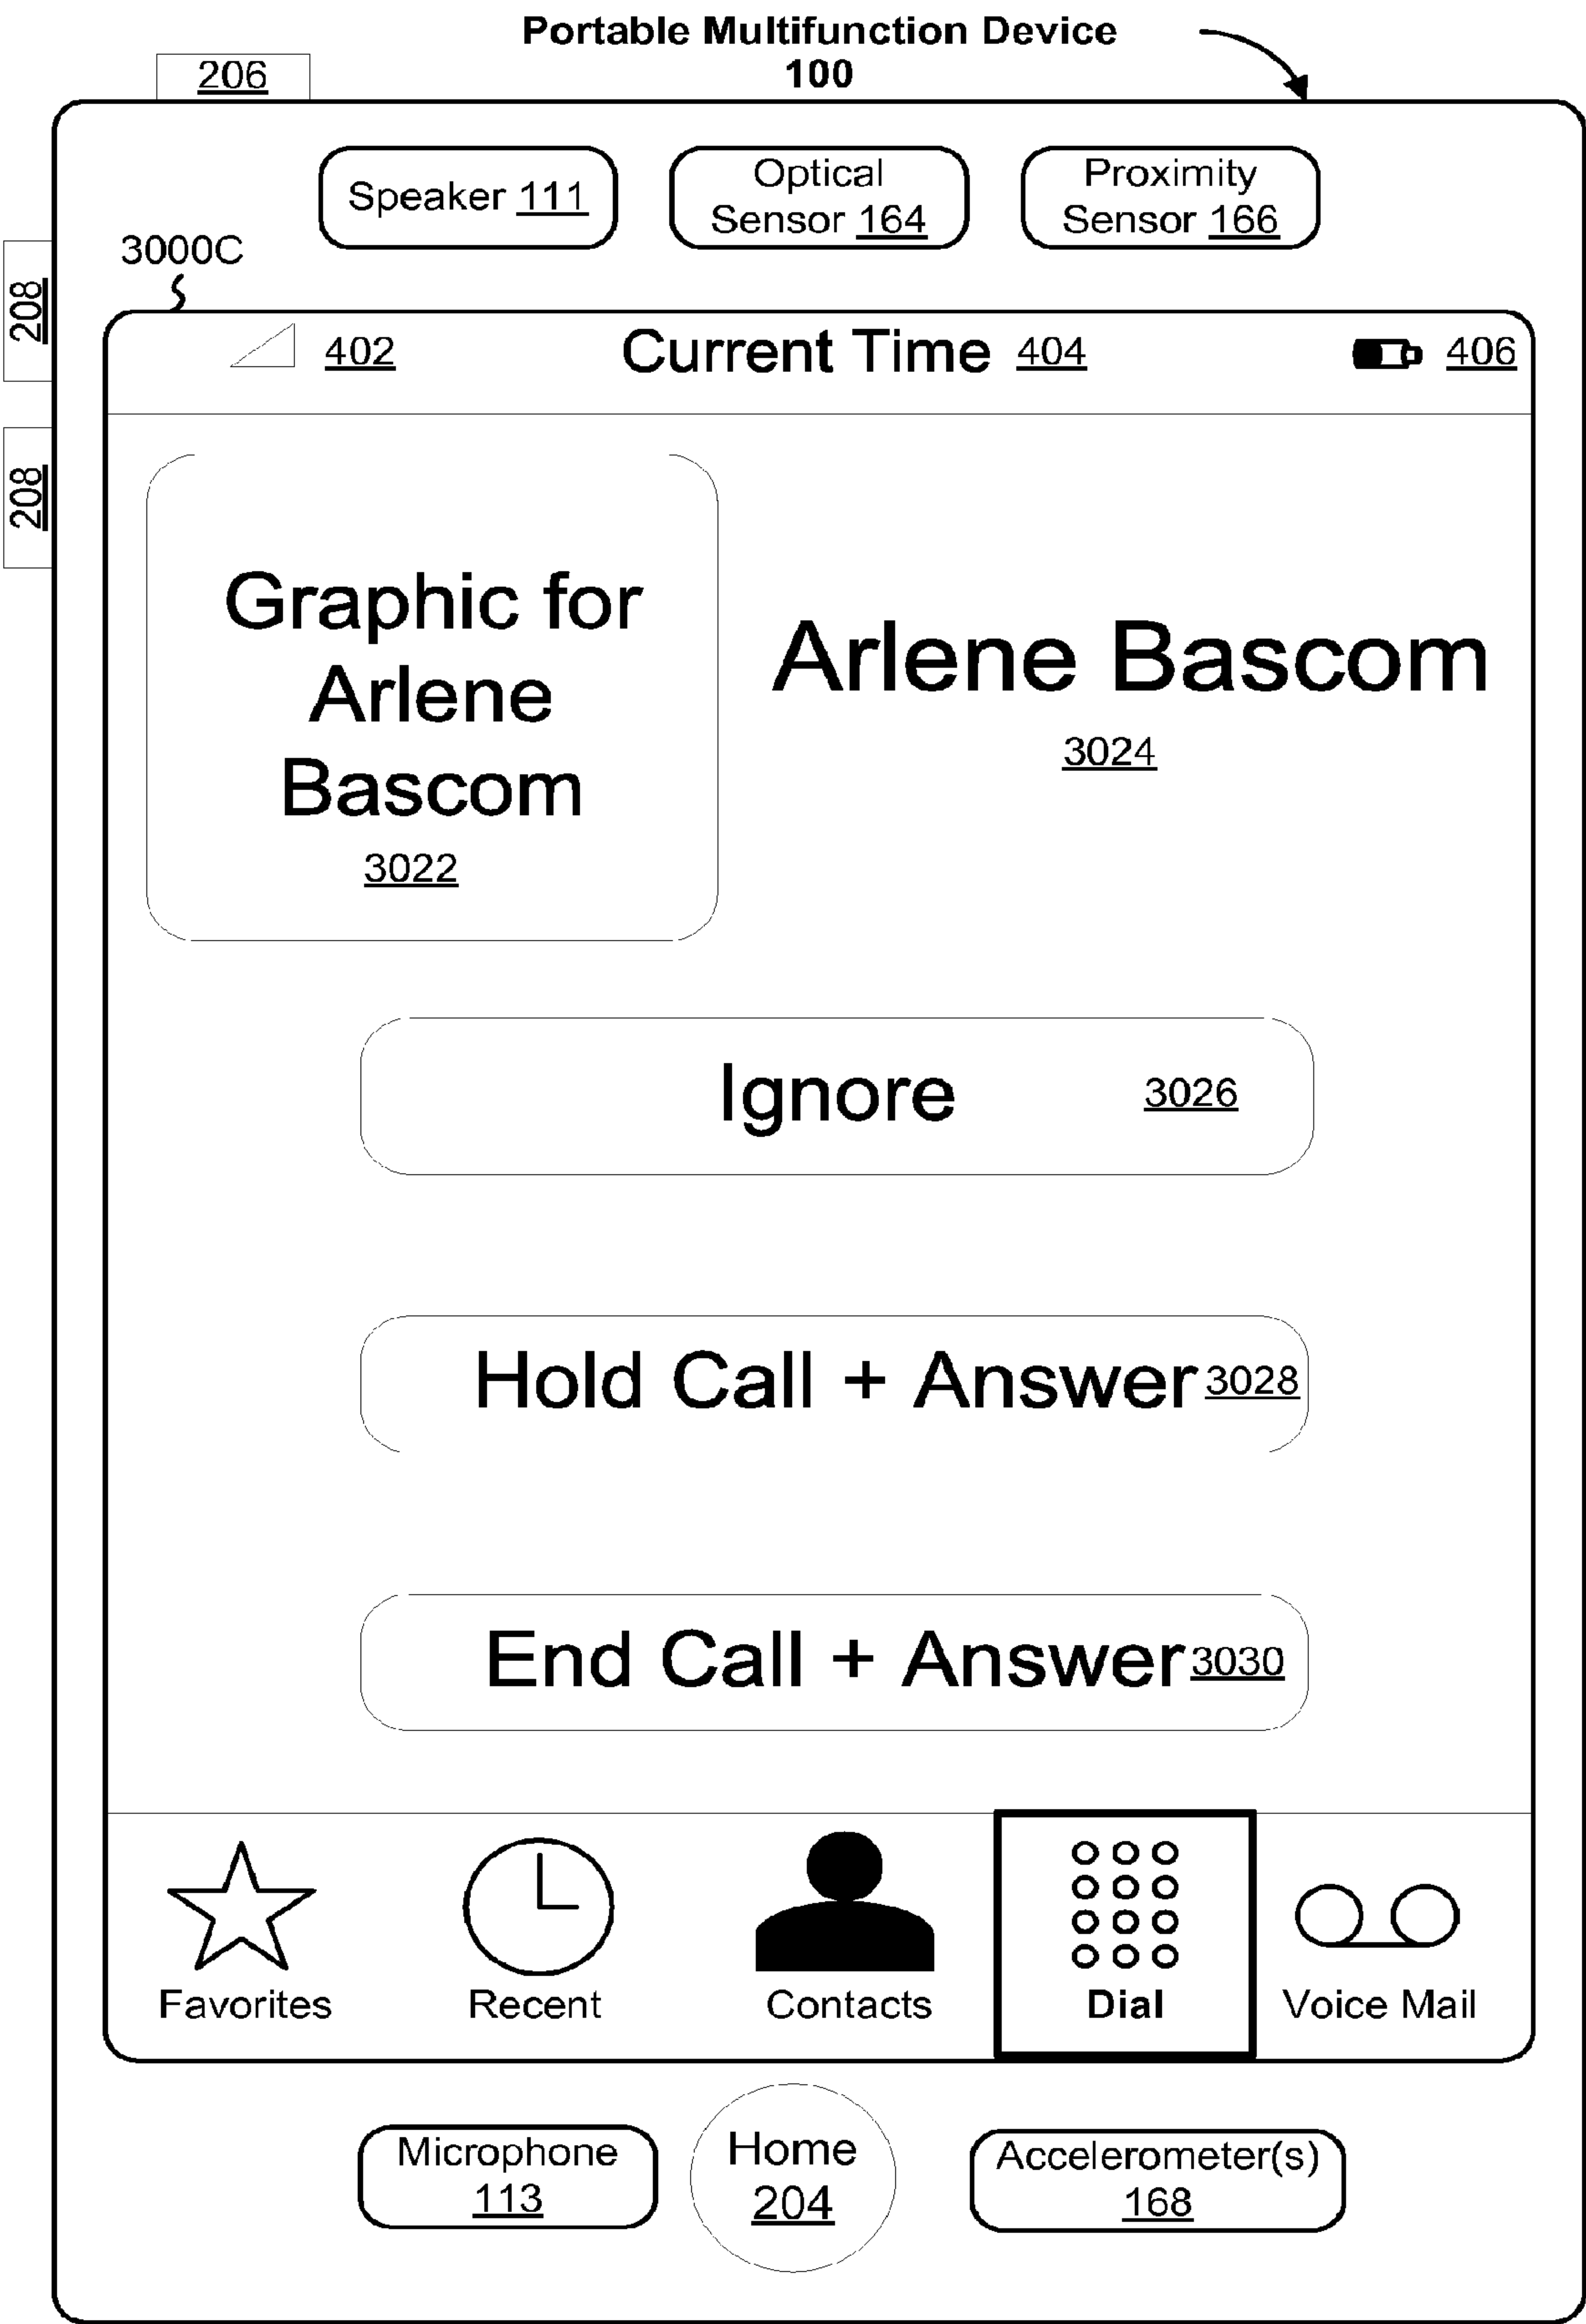 Portable Multifunction Device
100
206
Speaker 111
Optical
Sensor 164
Proximity
Sensor 166
3000C
208
208
402
Current Time 404
406
Graphic for
Arlene
Bascom
3022
Arlene Bascom
3024
Ignore 3026
Hold Call + Answer 3028
End Call + Answer 3030
Favorites
Recent
Contacts
Dial
Voice Mail
Microphone
113
Home
204
Accelerometer(s)
168